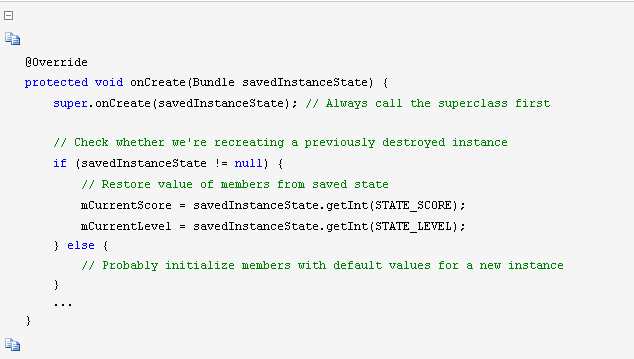 @Override
protected void onCreate(Bundle savedInstanceState) {
    super.onCreate(savedInstanceState); // Always call the superclass first

    // Check whether we're recreating a previously destroyed instance
    if (savedInstanceState != null) {
        // Restore value of members from saved state
        mCurrentScore = savedInstanceState.getInt(STATE_SCORE);
        mCurrentLevel = savedInstanceState.getInt(STATE_LEVEL);
    } else {
        // Probably initialize members with default values for a new instance
    }
    ...
}